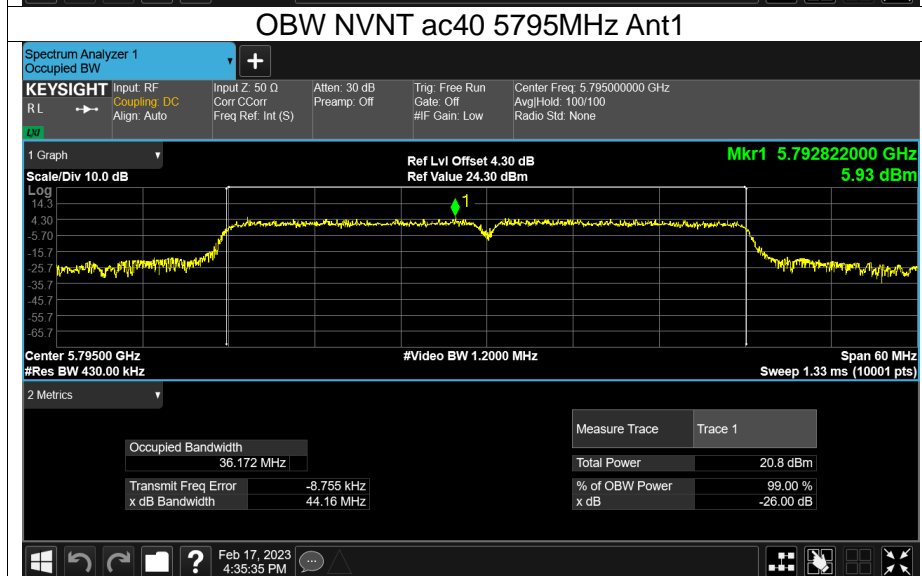 OBW NVNT ac40 5795MHz Ant1
Spectrum Analyzer 1
Occupied BW
+
KEYSIGHT Input: RF Input Z: 50 Ω Atten: 30 dB Trig: Free Run Center Freq: 5.795000000 GHz
RL Coupling: DC Corr CCorr Preamp: Off Gate: Off Avg|Hold: 100/100
Align: Auto Freq Ref: Int (S) #IF Gain: Low Radio Std: None
LXI
1 Graph Ref Lvl Offset 4.30 dB Mkr1 5.792822000 GHz
Scale/Div 10.0 dB Ref Value 24.30 dBm 5.93 dBm
Log
14.3
1
4.30
-5.70
-15.7
-25.7
-35.7
-45.7
-55.7
-65.7
Center 5.79500 GHz #Video BW 1.2000 MHz Span 60 MHz
#Res BW 430.00 kHz Sweep 1.33 ms (10001 pts)
2 Metrics
Measure Trace Trace 1
Occupied Bandwidth
36.172 MHz Total Power 20.8 dBm
Transmit Freq Error -8.755 kHz % of OBW Power 99.00 %
x dB Bandwidth 44.16 MHz x dB -26.00 dB
? Feb 17, 2023
4:35:35 PM